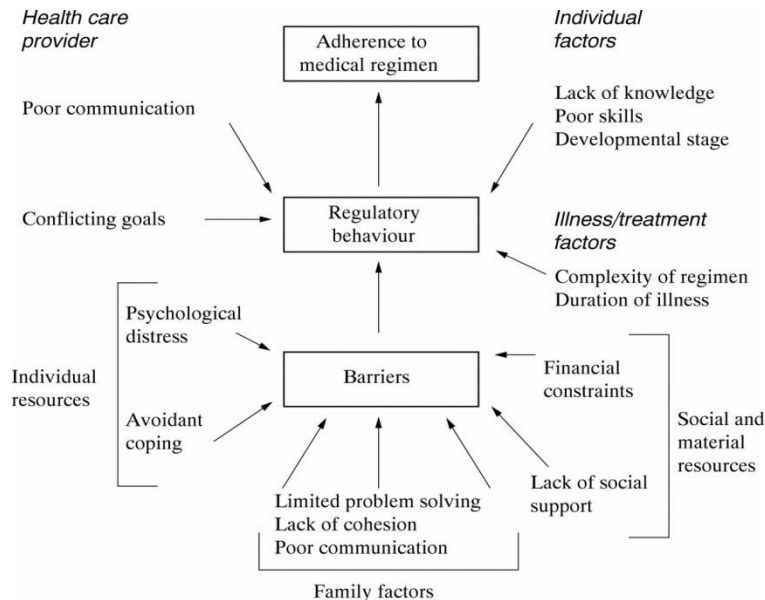 Health care
provider
Adherence to
medical regimen
Individual
factors
Poor communication
Lack of knowledge
Poor skills
Developmental stage
Conflicting goals
Regulatory
behaviour
Illness/treatment
factors
Complexity of regimen
Duration of illness
Individual
resources
Psychological
distress
Avoidant
coping
Barriers
Financial
constraints
Lack of social
support
Social and
material
resources
Limited problem solving
Lack of cohesion
Poor communication
Family factors